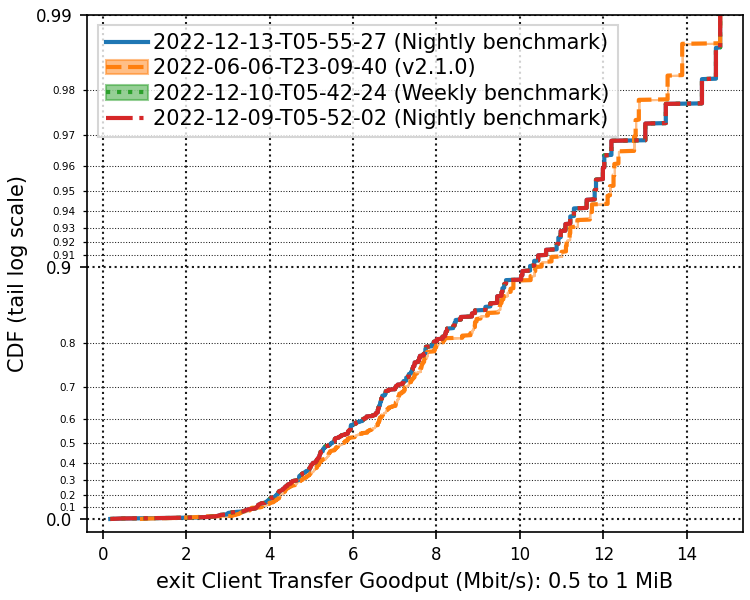 0.99
2022-12-13-T05-55-27 (Nightly benchmark)
2022-06-06-T23-09-40 (v2.1.0)
2022-12-10-T05-42-24 (Weekly benchmark)
2022-12-09-T05-52-02 (Nightly benchmark)
0.98
0.97
0.96
0.95
0.94
0.93
0.92
0.91
0.9
0.8
0.7
0.6
0.5
0.4
0.3
0.2
0.1
0.0
CDF (tail log scale)
0 2 4 6 8 10 12 14
exit Client Transfer Goodput (Mbit/s): 0.5 to 1 MiB